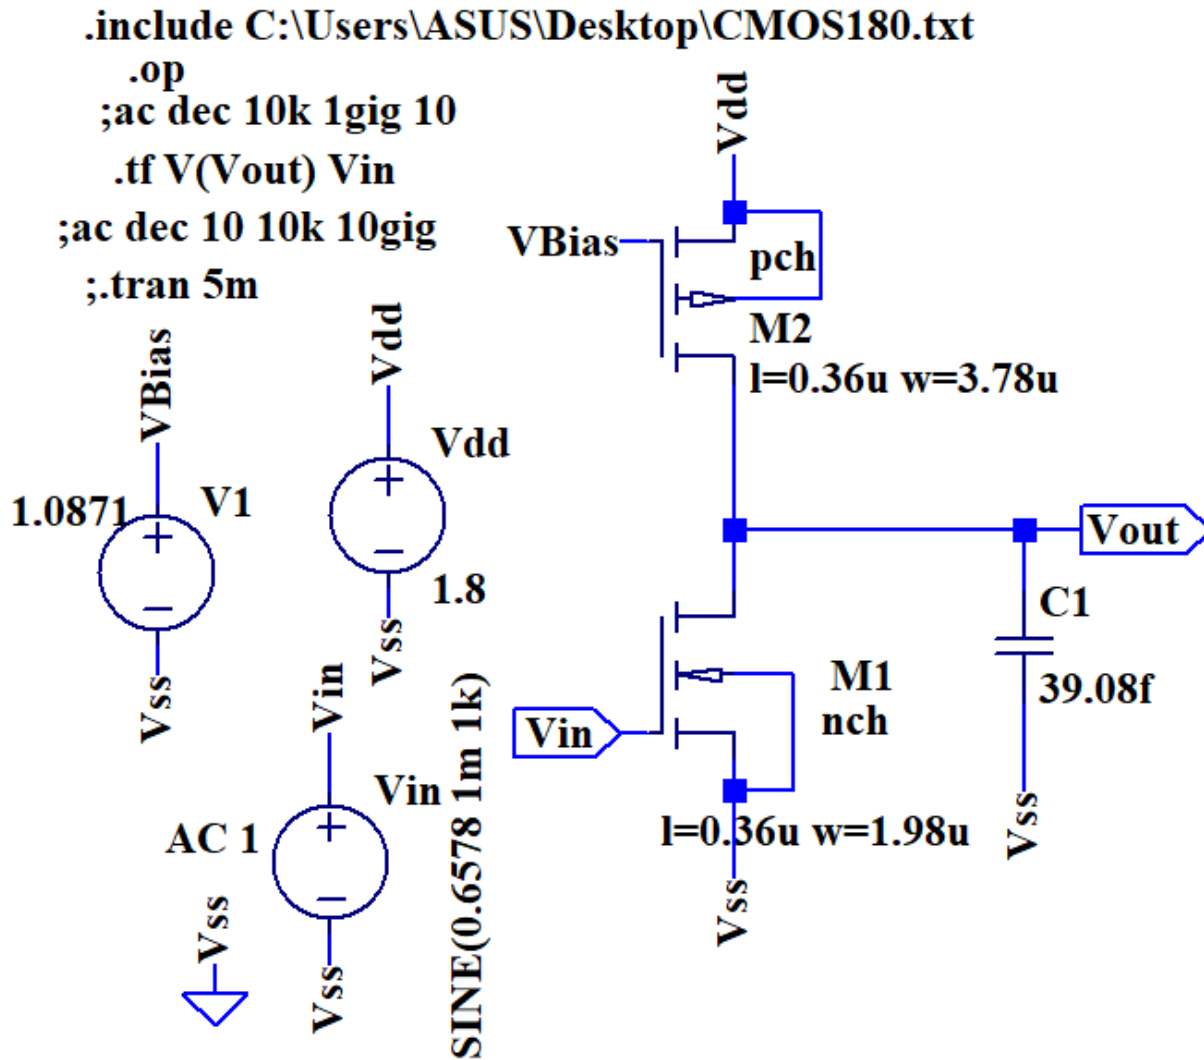 .include C:\Users\ASUS\Desktop\CMOS180.txt
.op
;ac dec 10k 1gig 10
.tf V(Vout) Vin
;ac dec 10 10k 10gig
;.tran 5m
VBias
V1
1.0871
Vss
Vdd
Vdd
1.8
Vss
Vin
Vin
AC 1
SINE(0.6578 1m 1k)
Vss
Vss
Vdd
VBias
pch
M2
l=0.36u w=3.78u
Vout
C1
39.08f
Vss
M1
nch
Vin
l=0.36u w=1.98u
Vss